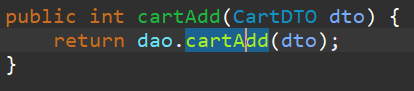 public int cartAdd(CartDTO dto) {
    return dao.cartAdd(dto);
}